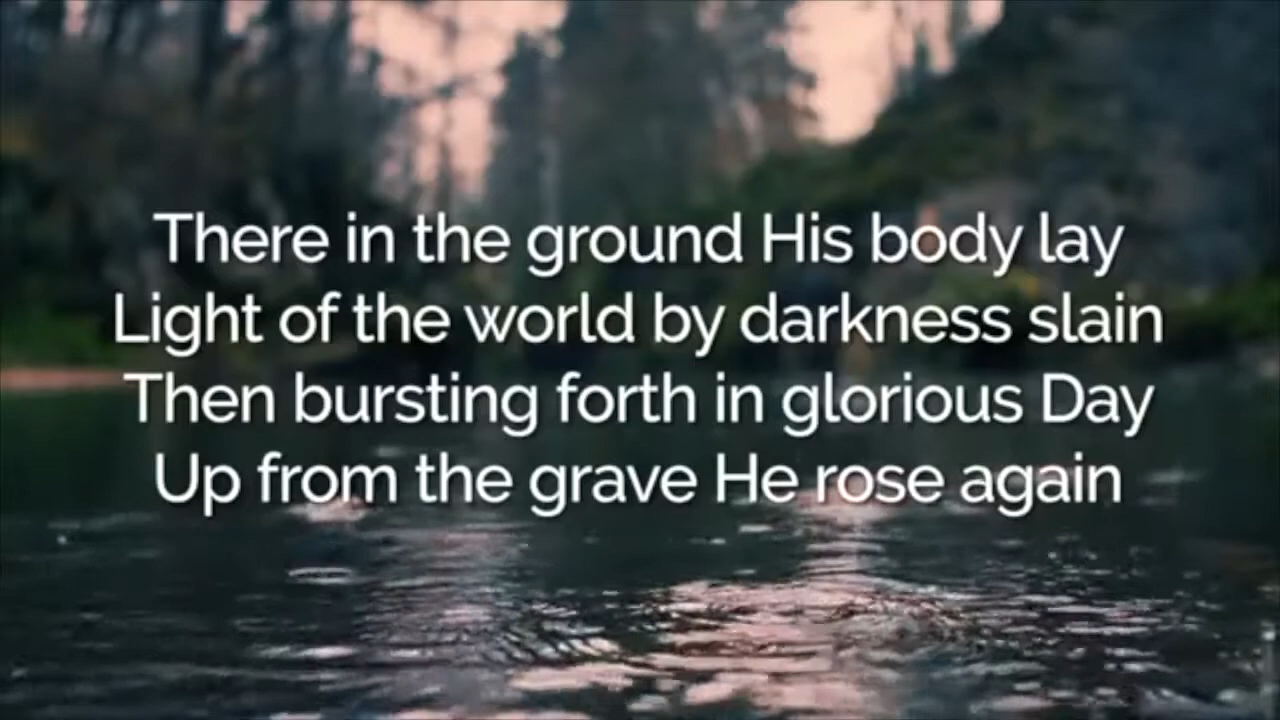 There in the ground His body lay
Light of the world by darkness slain
Then bursting forth in glorious Day
Up from the grave He rose again